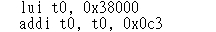 lui t0, 0x38000
addi t0, t0, 0x0c3